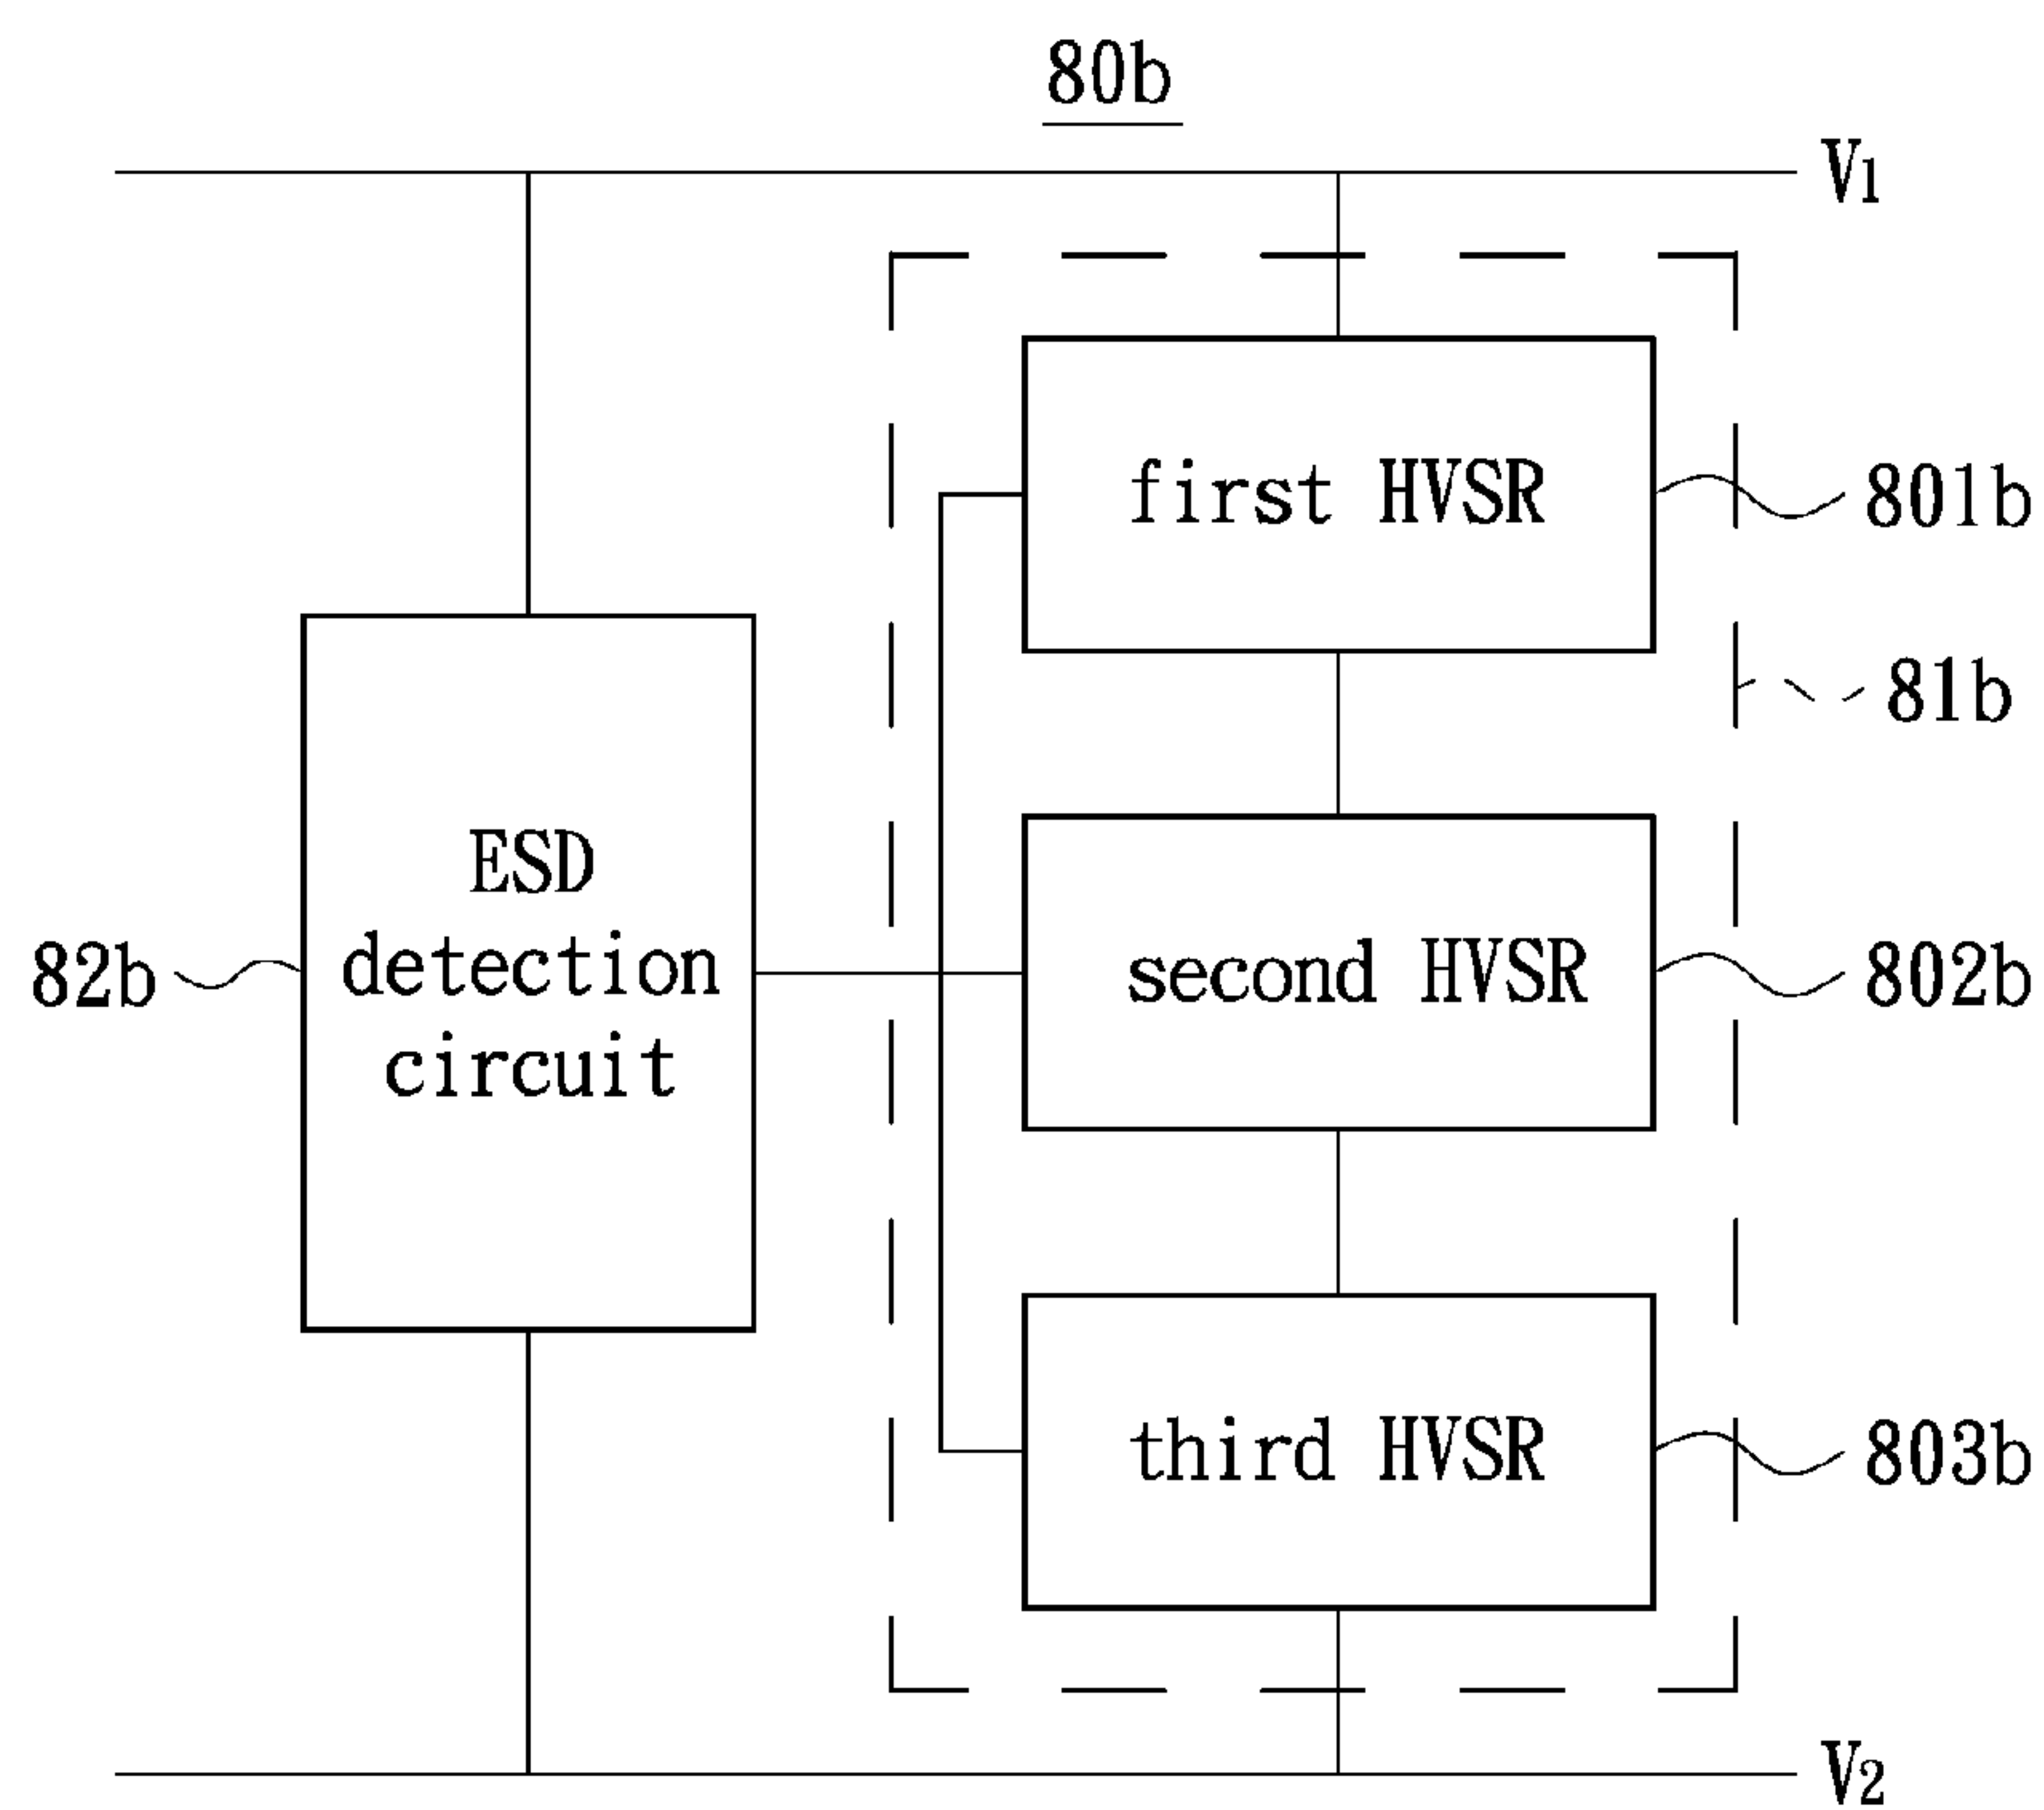 80b
V1
first HVSR
801b
81b
ESD
detection
circuit
82b
second HVSR
802b
third HVSR
803b
V2